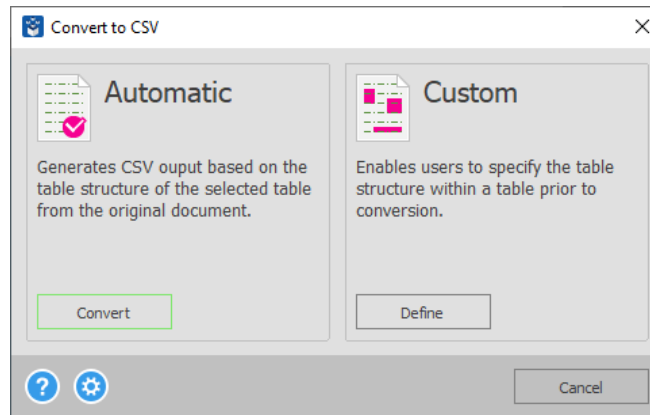 Convert to CSV
Automatic
Generates CSV ouput based on the
table structure of the selected table
from the original document.
Convert
Custom
Enables users to specify the table
structure within a table prior to
conversion.
Define
?
Cancel